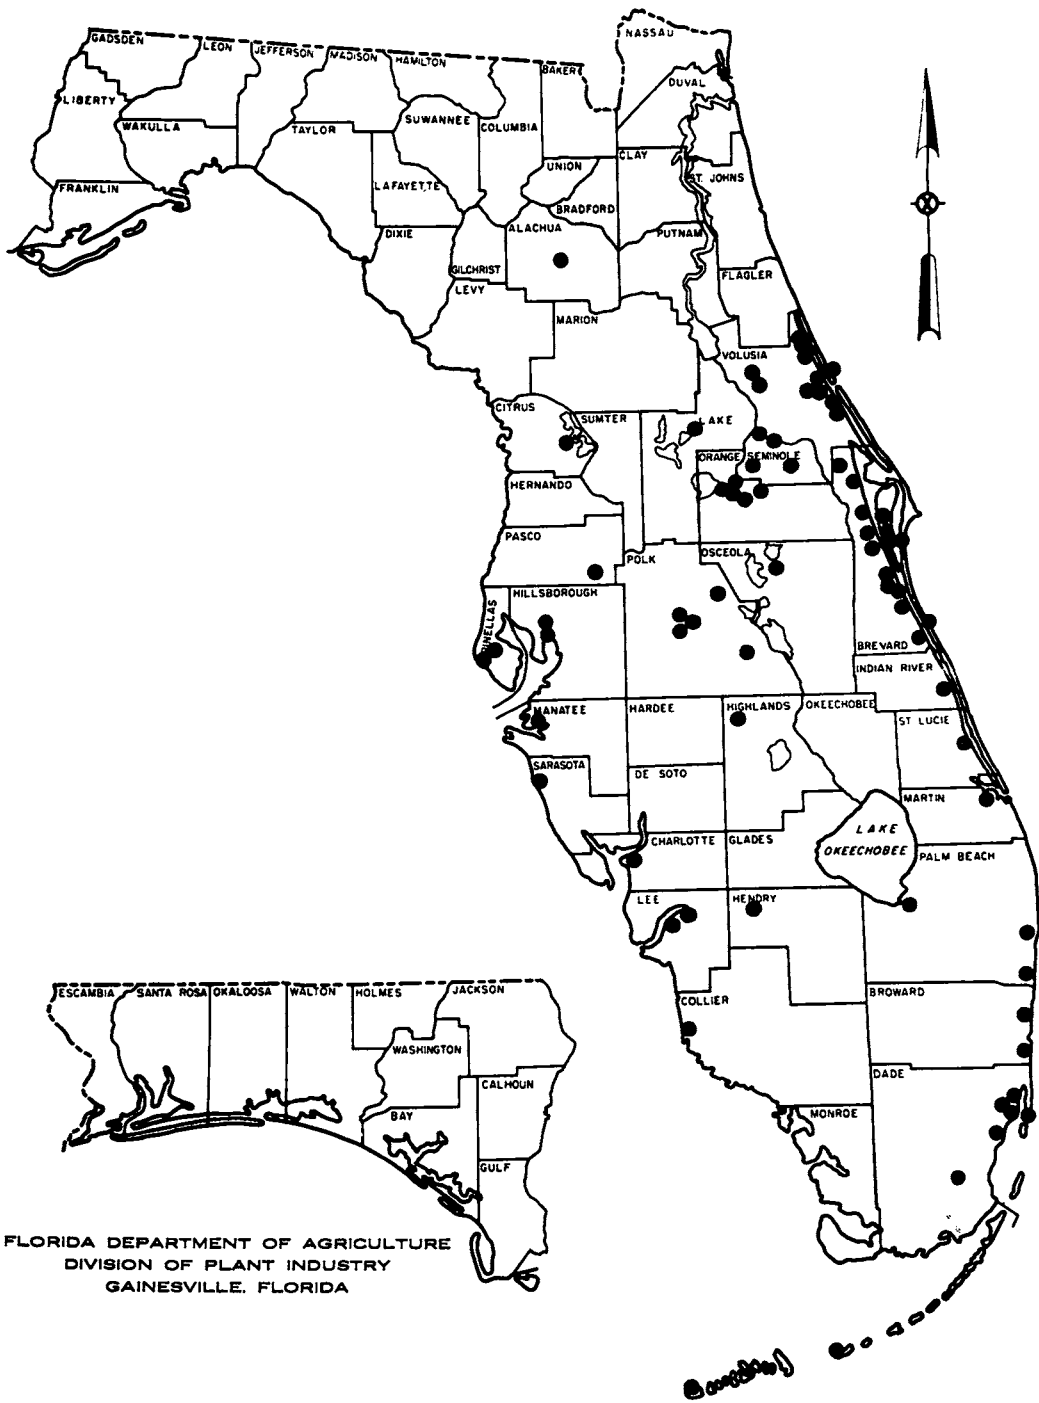 NASSAU
GADSDEN
LEON
JEFFERSON
MADISON
HAMILTON
BAKER
DUVAL
LIBERTY
WAKULLA
TAYLOR
SUWANNEE
COLUMBIA
UNION
CLAY
ST. JOHNS
FRANKLIN
LAFAYETTE
BRADFORD
DIXIE
ALACHUA
PUTNAM
GILCHRIST
FLAGLER
LEVY
MARION
VOLUSIA
CITRUS
SUMTER
LAKE
ORANGE
SEMINOLE
HERNANDO
PASCO
POLK
OSCEOLA
HILLSBOROUGH
PINELLAS
BREVARD
INDIAN RIVER
MANATEE
HARDEE
HIGHLANDS
OKEECHOBEE
ST LUCIE
SARASOTA
DE SOTO
MARTIN
CHARLOTTE
GLADES
LAKE
OKEECHOBEE
PALM BEACH
LEE
HENDRY
COLLIER
BROWARD
DADE
MONROE
ESCAMBIA
SANTA ROSA
OKALOOSA
WALTON
HOLMES
JACKSON
WASHINGTON
CALHOUN
BAY
GULF
FLORIDA DEPARTMENT OF AGRICULTURE
DIVISION OF PLANT INDUSTRY
GAINESVILLE, FLORIDA